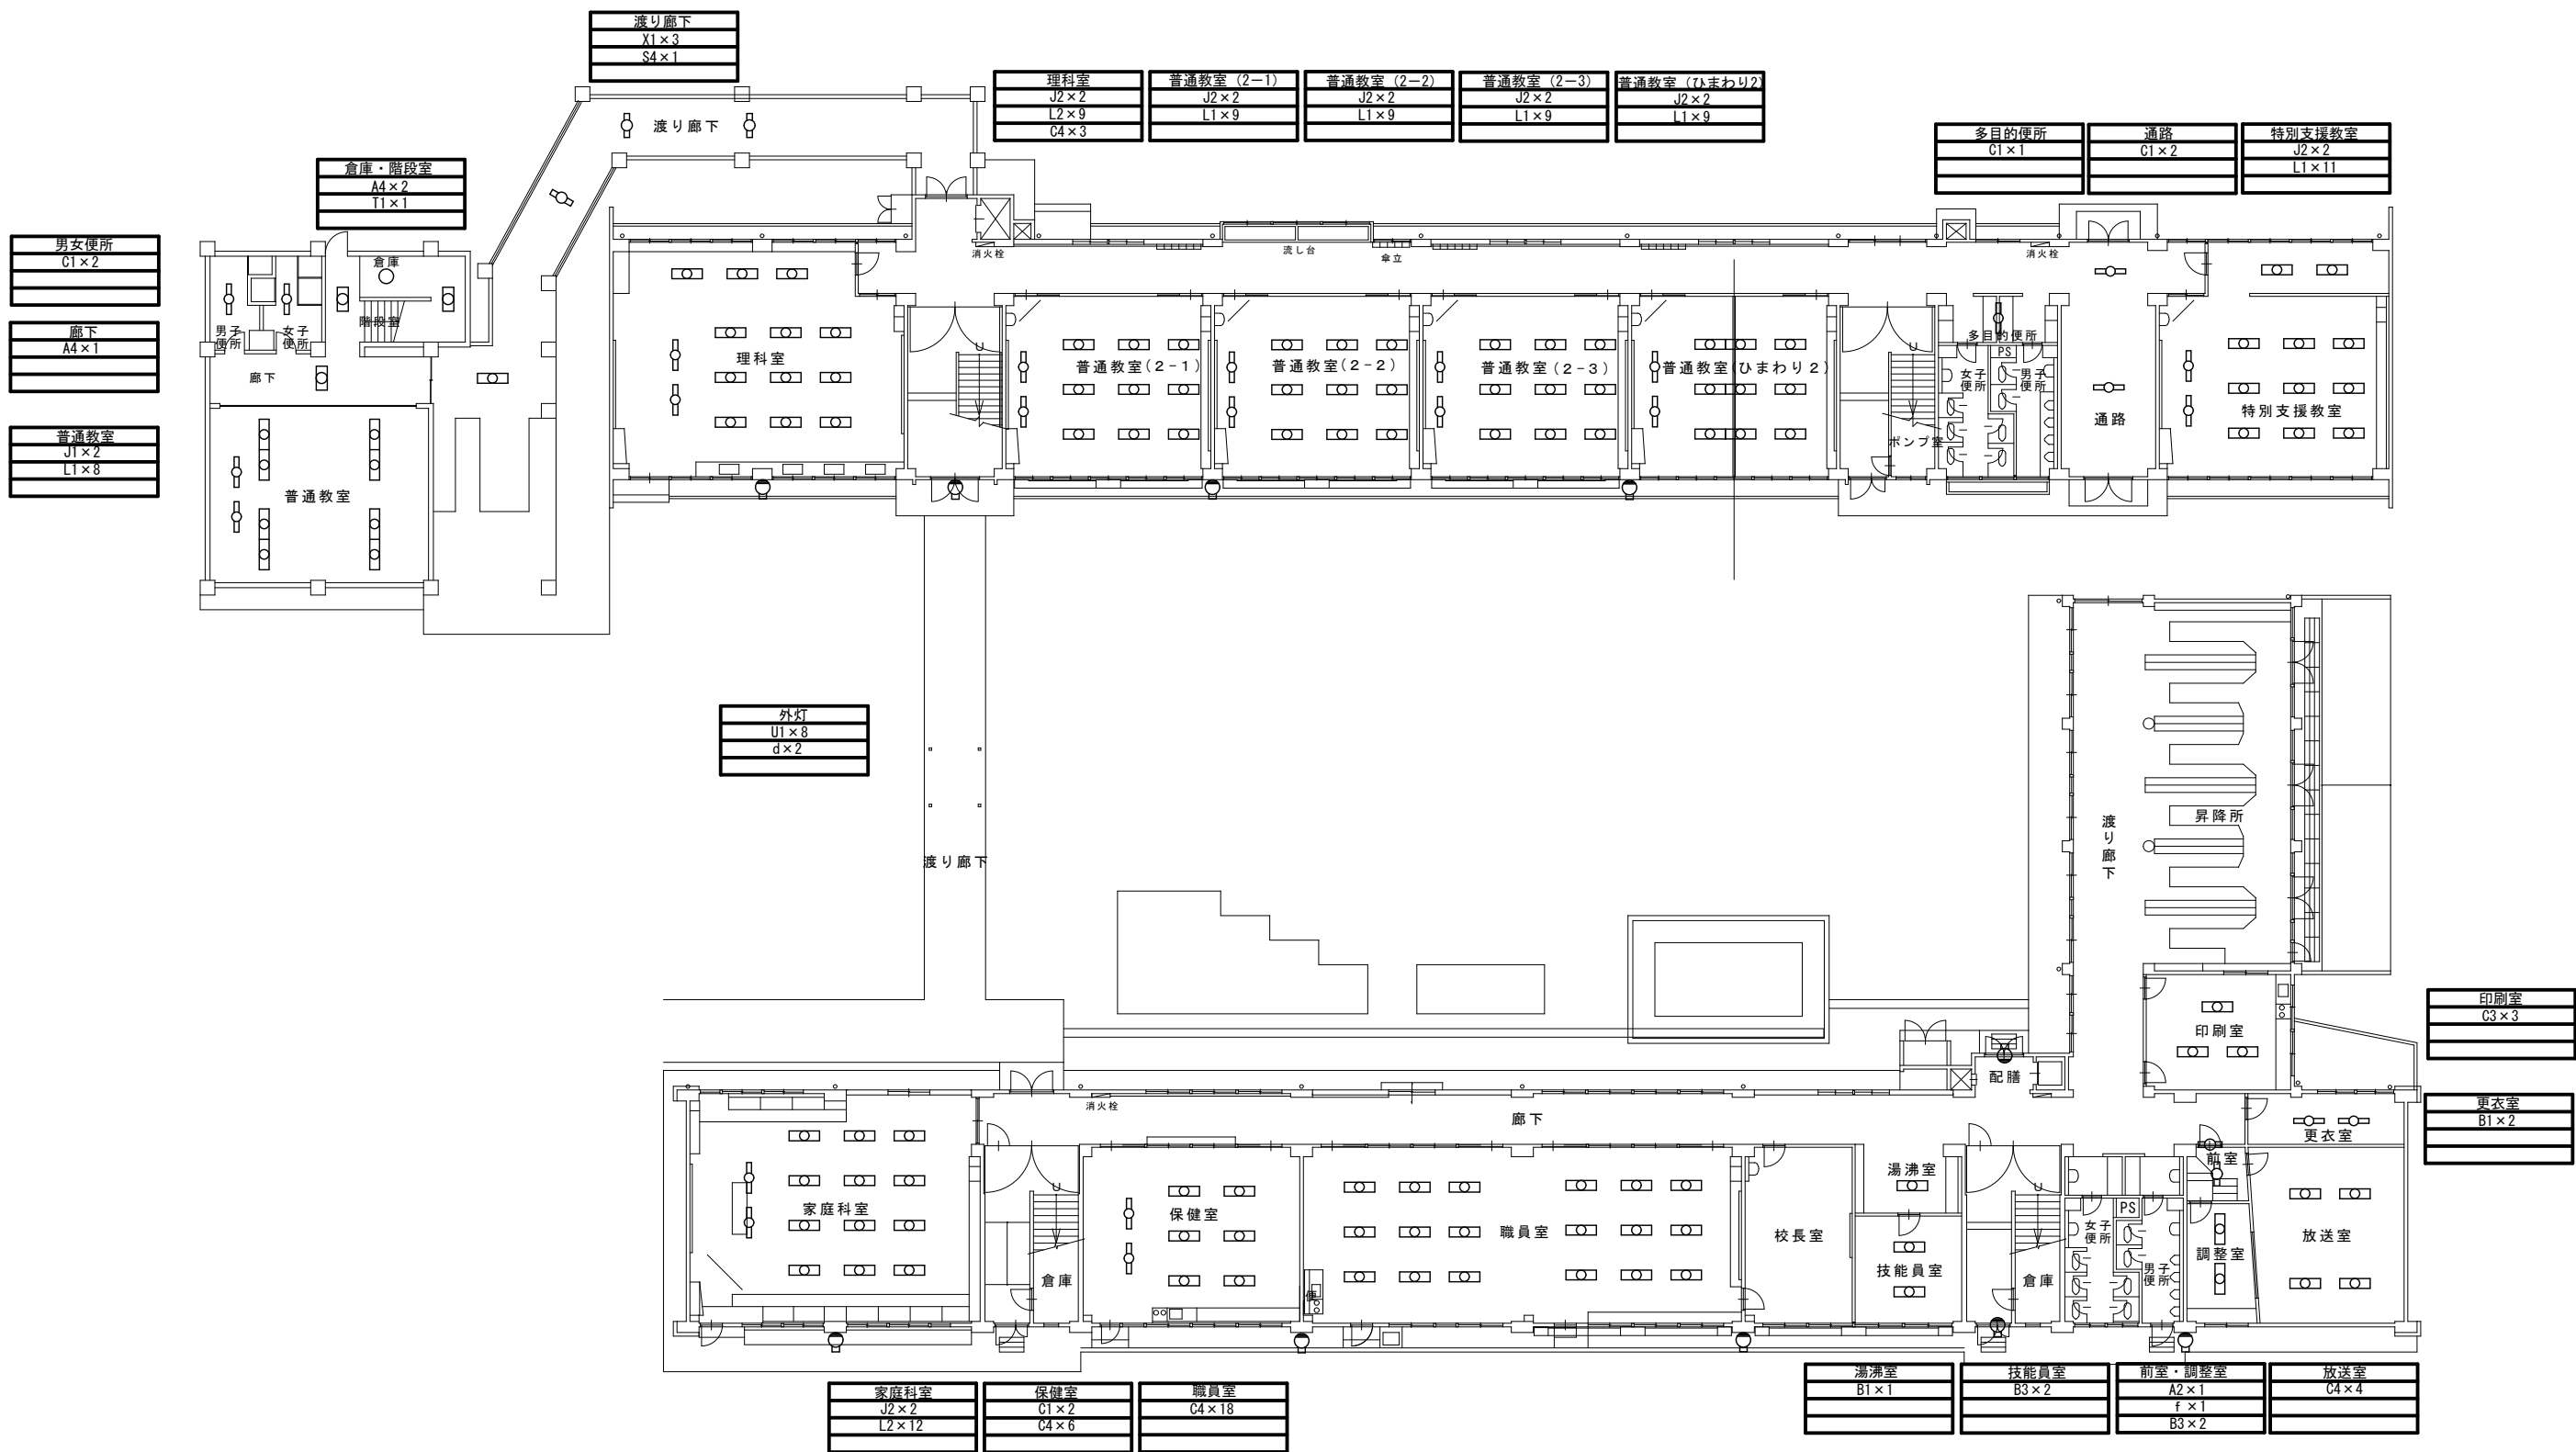 渡り廊下
X1×3
S4×1
理科室
J2×2
L2×9
C4×3
普通教室(2−1)
J2×2
L1×9
普通教室(2−2)
J2×2
L1×9
普通教室(2−3)
J2×2
L1×9
普通教室(ひまわり2)
J2×2
L1×9
多目的便所
C1×1
通路
C1×2
特別支援教室
J2×2
L1×11
倉庫・階段室
A4×2
T1×1
男女便所
C1×2
廊下
A4×1
普通教室
J1×2
L1×8
渡り廊下
倉庫
階段室
男子
便所
女子
便所
廊下
普通教室
理科室
消火栓
流し台
傘立
消火栓
U
普通教室(2-1)
普通教室(2-2)
普通教室(2-3)
普通教室(ひまわり2)
U
ポンプ室
多目的便所
PS
女子
便所
男子
便所
通路
特別支援教室
外灯
U1×8
d×2
渡り廊下
渡り廊下
昇降所
印刷室
C3×3
印刷室
更衣室
B1×2
配膳
消火栓
廊下
更衣室
前室
湯沸室
家庭科室
U
倉庫
保健室
職員室
便
校長室
技能員室
U
倉庫
PS
女子
便所
男子
便所
調整室
放送室
家庭科室
J2×2
L2×12
保健室
C1×2
C4×6
職員室
C4×18
湯沸室
B1×1
技能員室
B3×2
前室・調整室
A2×1
f×1
B3×2
放送室
C4×4